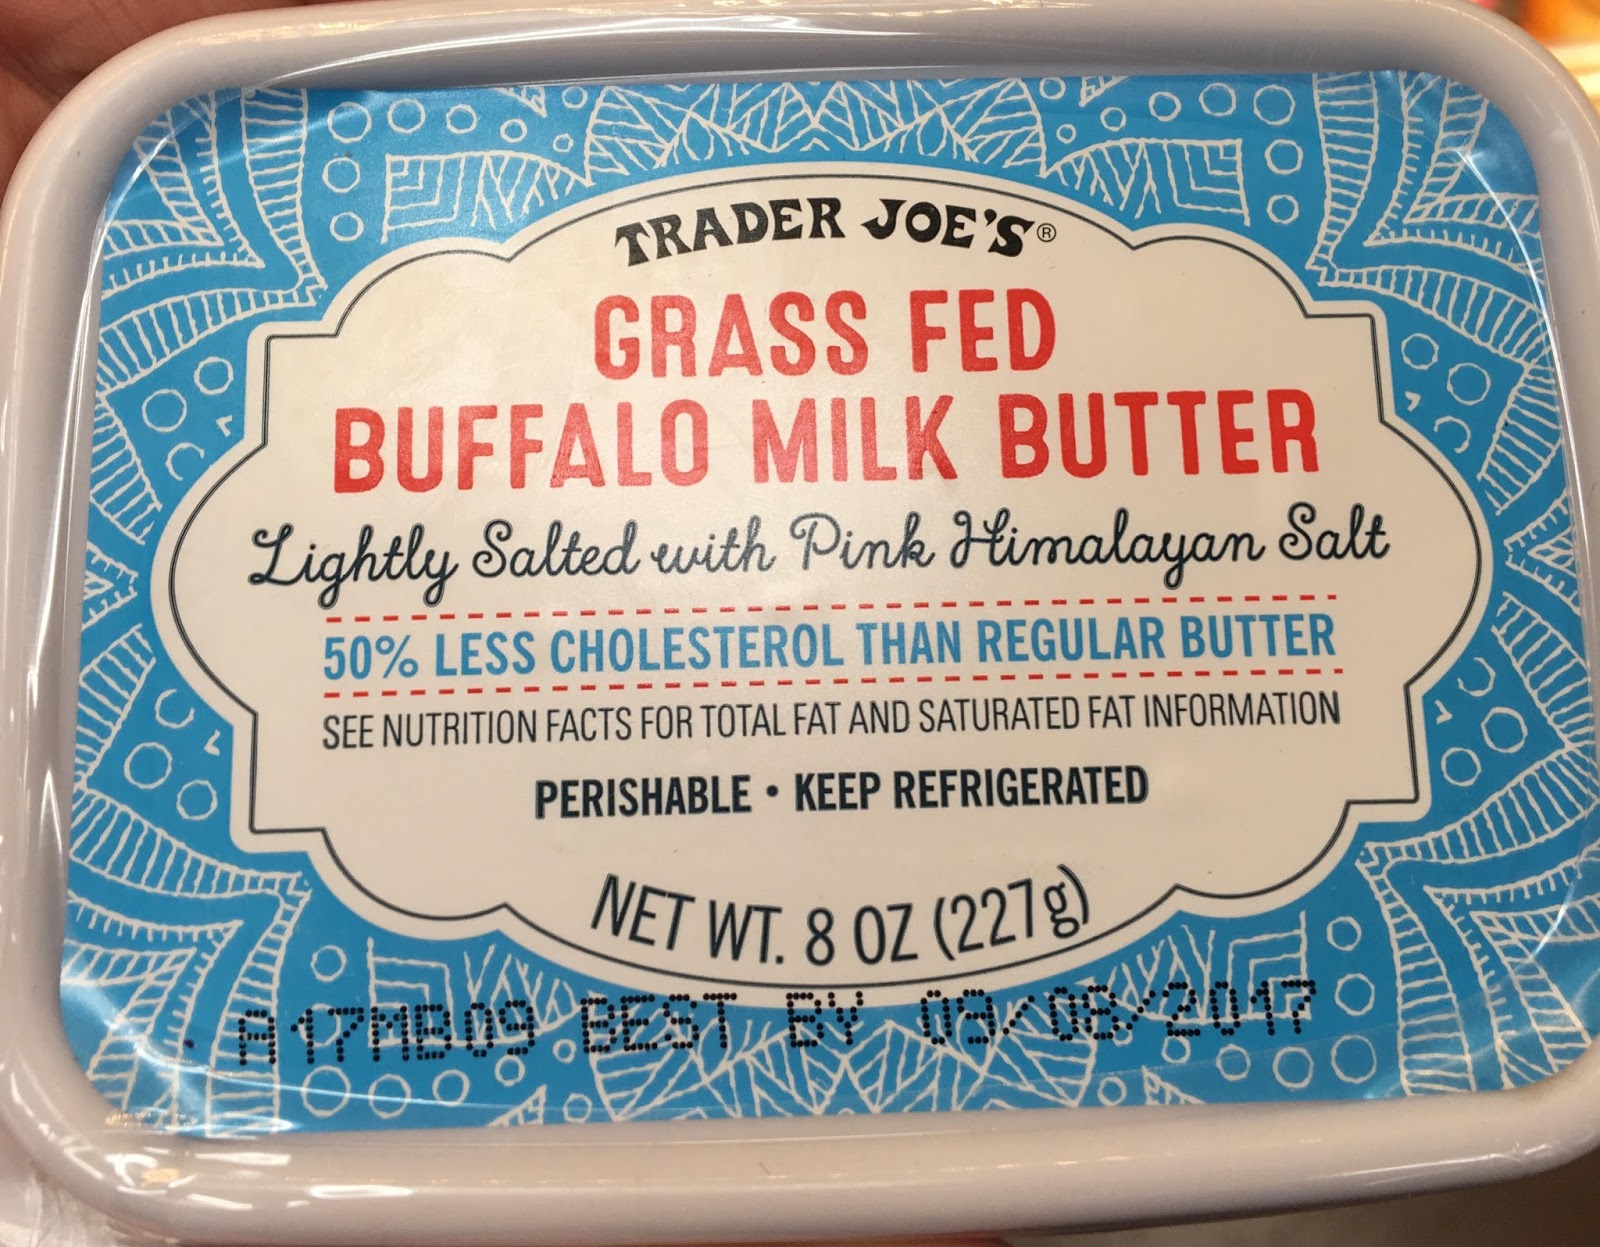 TRADER JOE'S®
GRASS FED
BUFFALO MILK BUTTER
Lightly Salted with Pink Himalayan Salt
50% LESS CHOLESTEROL THAN REGULAR BUTTER
SEE NUTRITION FACTS FOR TOTAL FAT AND SATURATED FAT INFORMATION
PERISHABLE • KEEP REFRIGERATED
NET WT. 8 OZ (227g)
A17MB09 BEST BY 09/08/2017